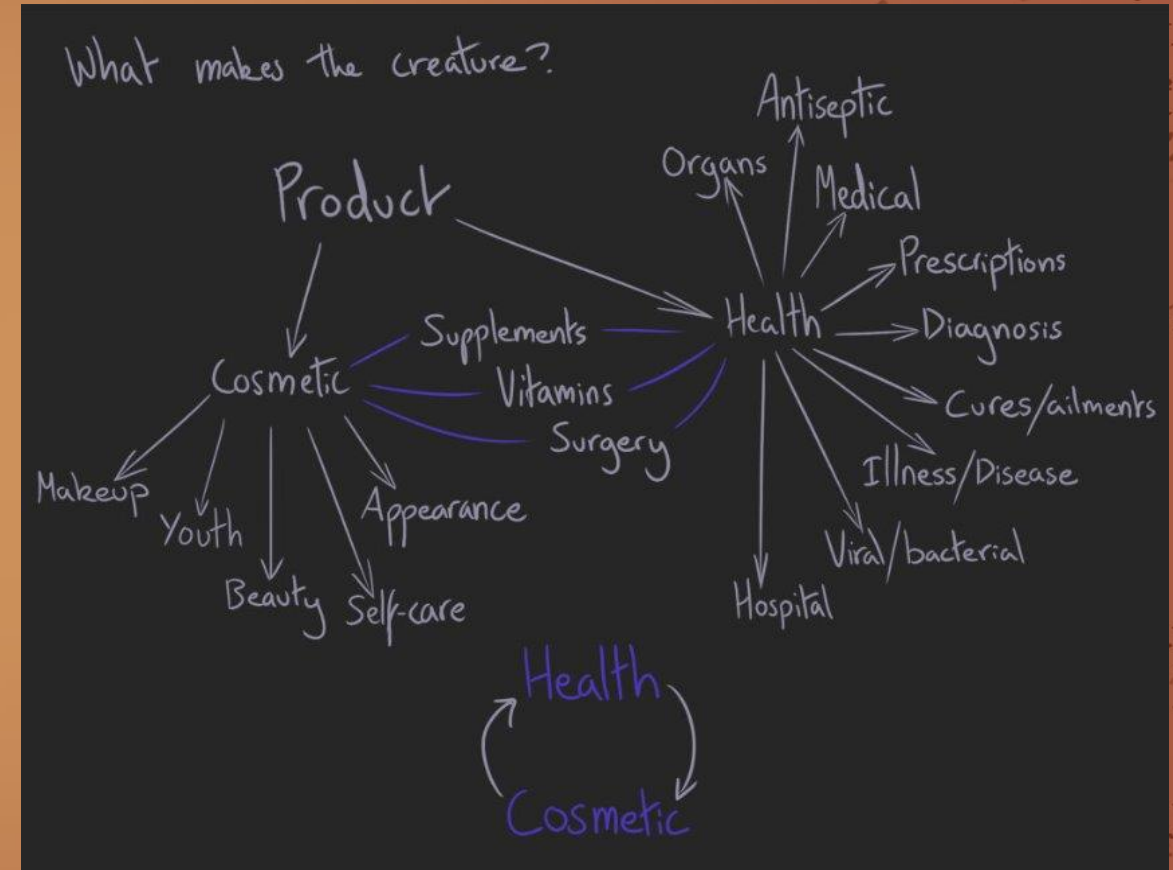 What makes the creature?
Antiseptic
Organs
Medical
Product
Prescriptions
Health
Diagnosis
Supplements
Cosmetic
Vitamins
Cures/ailments
Surgery
Illness/Disease
Makeup
Appearance
Youth
Viral/bacterial
Beauty
Self-care
Hospital
Health
Cosmetic